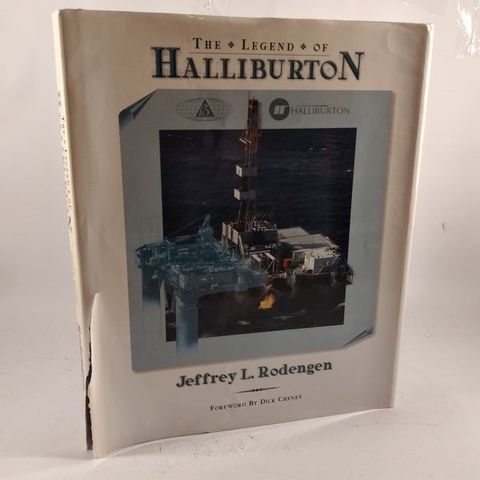 THE ❖ LEGEND ❖ OF
HALLIBURTON
HALLIBURTON
Jeffrey L. Rodengen
FOREWORD BY DICK CHENEY